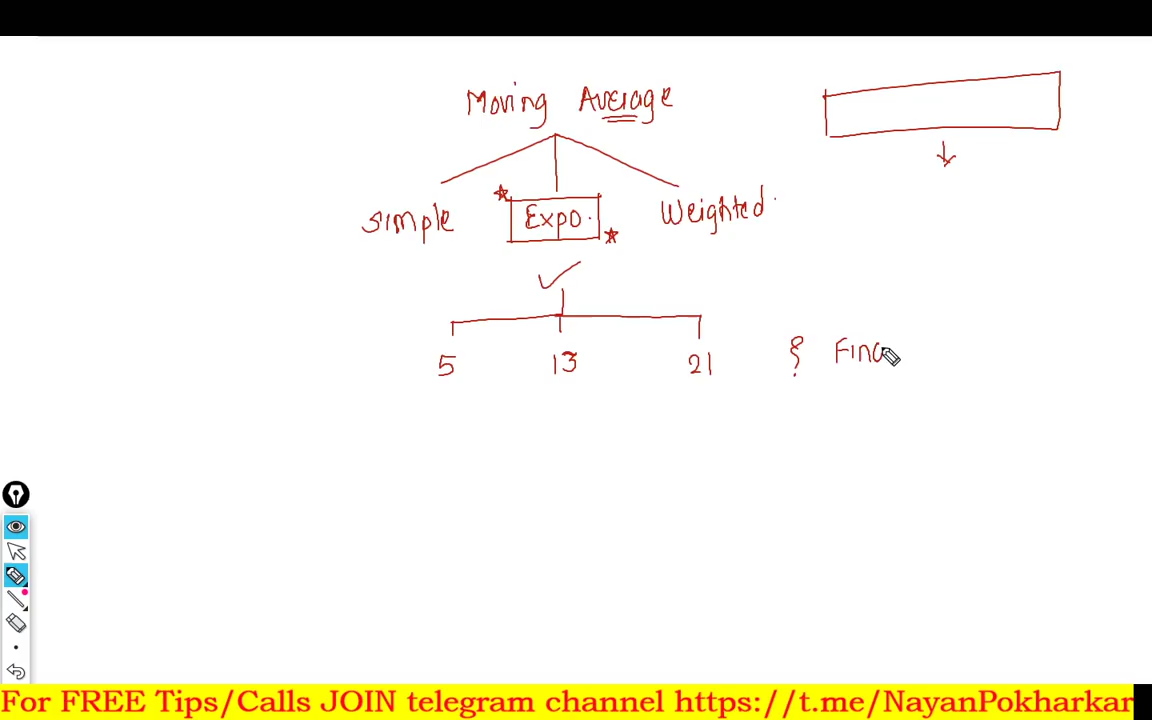 Moving Average
Simple Expo. Weighted
5 13 21 Fin
For FREE Tips/Calls JOIN telegram channel https://t.me/NayanPokharkar